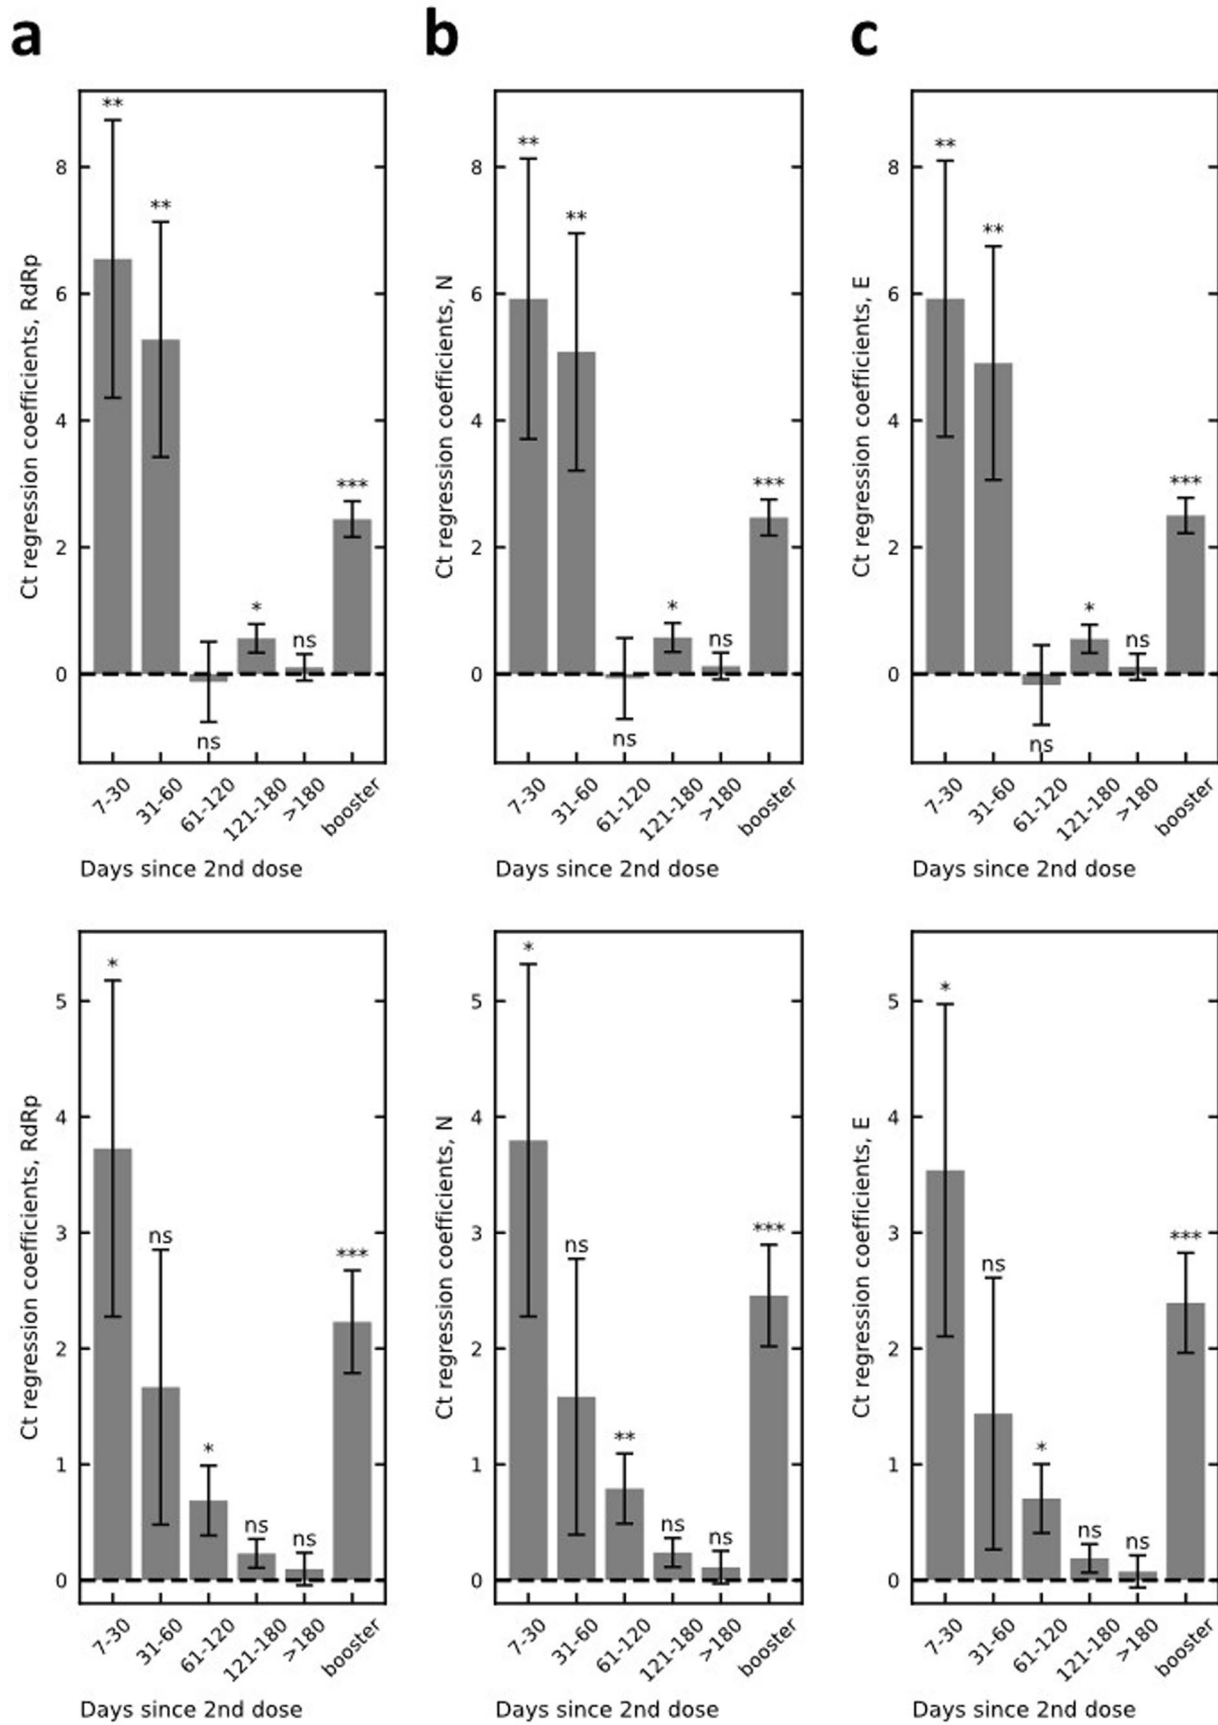 a
b
c
Ct regression coefficients, RdRp
8
6
4
2
0
**
**
ns
*
ns
***
7-30
31-60
61-120
121-180
>180
booster
Days since 2nd dose
Ct regression coefficients, N
8
6
4
2
0
**
**
ns
*
ns
***
7-30
31-60
61-120
121-180
>180
booster
Days since 2nd dose
Ct regression coefficients, E
8
6
4
2
0
**
**
ns
*
ns
***
7-30
31-60
61-120
121-180
>180
booster
Days since 2nd dose
Ct regression coefficients, RdRp
5
4
3
2
1
0
*
ns
*
ns
ns
***
7-30
31-60
61-120
121-180
>180
booster
Days since 2nd dose
Ct regression coefficients, N
5
4
3
2
1
0
*
ns
**
ns
ns
***
7-30
31-60
61-120
121-180
>180
booster
Days since 2nd dose
Ct regression coefficients, E
5
4
3
2
1
0
*
ns
*
ns
ns
***
7-30
31-60
61-120
121-180
>180
booster
Days since 2nd dose